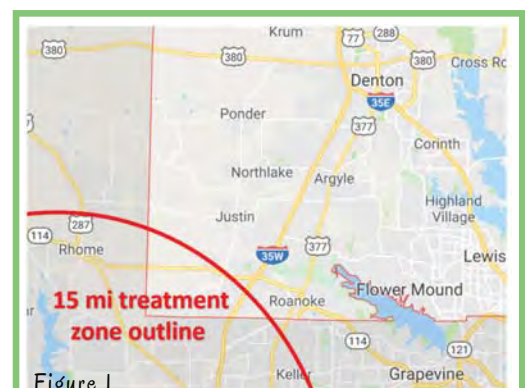 Krum
77
288
380
380
380
Cross Ro
Denton
35E
Ponder
377
Corinth
Northlake
Argyle
Highland
Village
Justin
287
114
377
Rhome
35W
Lewis
15 mi treatment
zone outline
Flower Mound
Roanoke
114
121
Keller
Grapevine
Figure 1